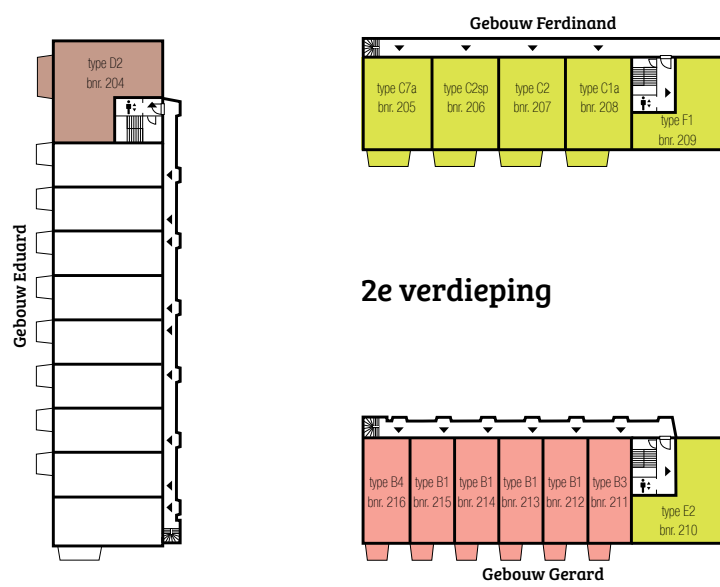 Gebouw Ferdinand
type D2
bnr. 204
type C7a
bnr. 205
type C2sp
bnr. 206
type C2
bnr. 207
type C1a
bnr. 208
type F1
bnr. 209
Gebouw Eduard
2e verdieping
type B4
bnr. 216
type B1
bnr. 215
type B1
bnr. 214
type B1
bnr. 213
type B1
bnr. 212
type B3
bnr. 211
type E2
bnr. 210
Gebouw Gerard